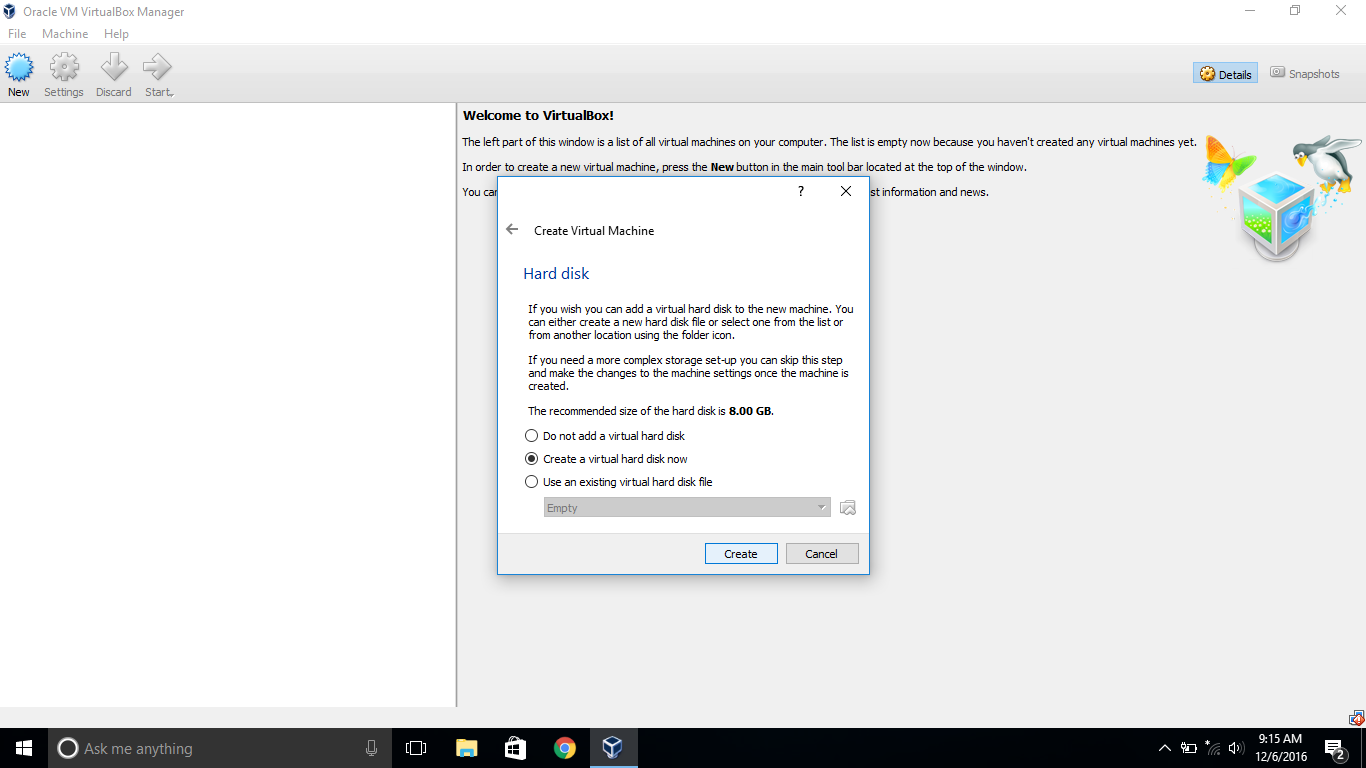 Oracle VM VirtualBox Manager
File Machine Help
New Settings Discard Start
Details Snapshots
Welcome to VirtualBox!
The left part of this window is a list of all virtual machines on your computer. The list is empty now because you haven't created any virtual machines yet.
In order to create a new virtual machine, press the New button in the main tool bar located at the top of the window.
You can
st information and news.
?
Create Virtual Machine
Hard disk
If you wish you can add a virtual hard disk to the new machine. You
can either create a new hard disk file or select one from the list or
from another location using the folder icon.
If you need a more complex storage set-up you can skip this step
and make the changes to the machine settings once the machine is
created.
The recommended size of the hard disk is 8.00 GB.
Do not add a virtual hard disk
Create a virtual hard disk now
Use an existing virtual hard disk file
Empty
Create Cancel
Ask me anything
9:15 AM
12/6/2016
2